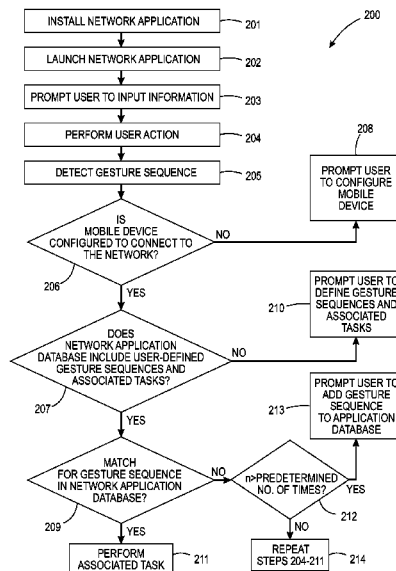 INSTALL NETWORK APPLICATION
201
200
LAUNCH NETWORK APPLICATION
202
PROMPT USER TO INPUT INFORMATION
203
PERFORM USER ACTION
204
208
DETECT GESTURE SEQUENCE
205
PROMPT USER
TO CONFIGURE
MOBILE
DEVICE
IS
MOBILE DEVICE
CONFIGURED TO CONNECT TO
THE NETWORK?
NO
206
YES
210
PROMPT USER TO
DEFINE GESTURE
SEQUENCES AND
ASSOCIATED
TASKS
DOES
NETWORK APPLICATION
DATABASE INCLUDE USER-DEFINED
GESTURE SEQUENCES AND
ASSOCIATED TASKS?
NO
207
YES
213
PROMPT USER TO
ADD GESTURE
SEQUENCE
TO APPLICATION
DATABASE
MATCH
FOR GESTURE SEQUENCE
IN NETWORK APPLICATION
DATABASE?
NO
n>PREDETERMINED
NO. OF TIMES?
YES
209
212
YES
NO
PERFORM
ASSOCIATED TASK
211
REPEAT
STEPS 204-211
214